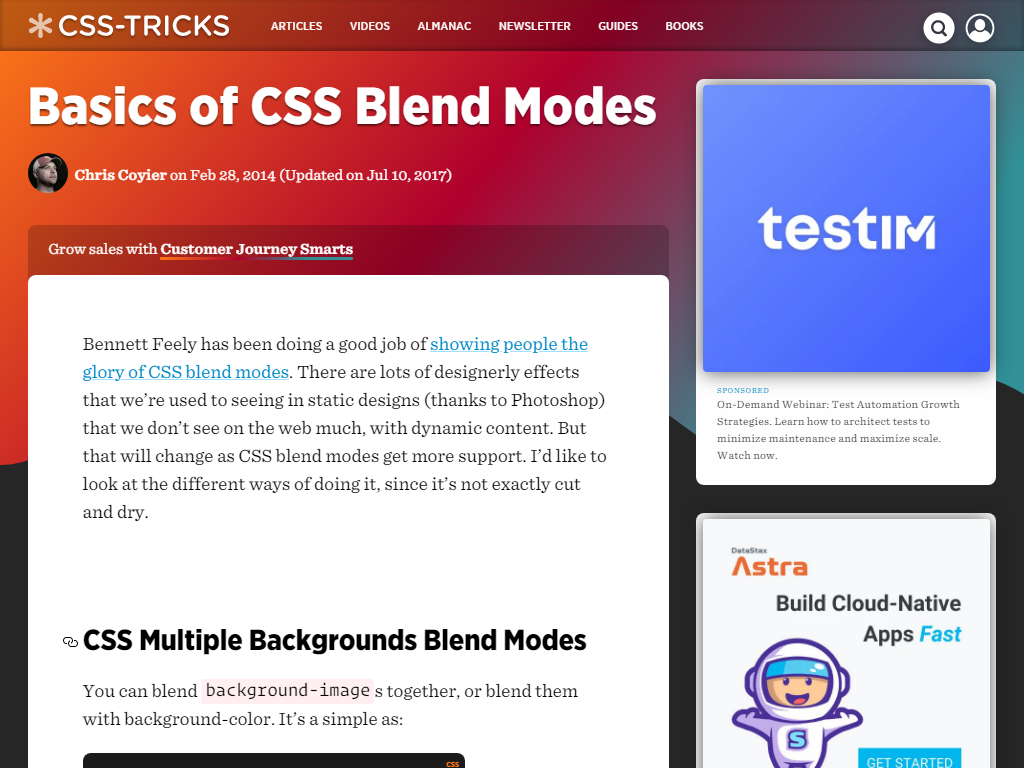 CSS-TRICKS
ARTICLES VIDEOS ALMANAC NEWSLETTER GUIDES BOOKS
Basics of CSS Blend Modes
Chris Coyier on Feb 28, 2014 (Updated on Jul 10, 2017)
Grow sales with Customer Journey Smarts
Bennett Feely has been doing a good job of showing people the
glory of CSS blend modes. There are lots of designerly effects
that we're used to seeing in static designs (thanks to Photoshop)
that we don't see on the web much, with dynamic content. But
that will change as CSS blend modes get more support. I'd like to
look at the different ways of doing it, since it's not exactly cut
and dry.
CSS Multiple Backgrounds Blend Modes
You can blend background-image s together, or blend them
with background-color. It's a simple as:
CSS
testim
SPONSORED
On-Demand Webinar: Test Automation Growth
Strategies. Learn how to architect tests to
minimize maintenance and maximize scale.
Watch now.
DataStax
Astra
Build Cloud-Native
Apps Fast
S
GET STARTED